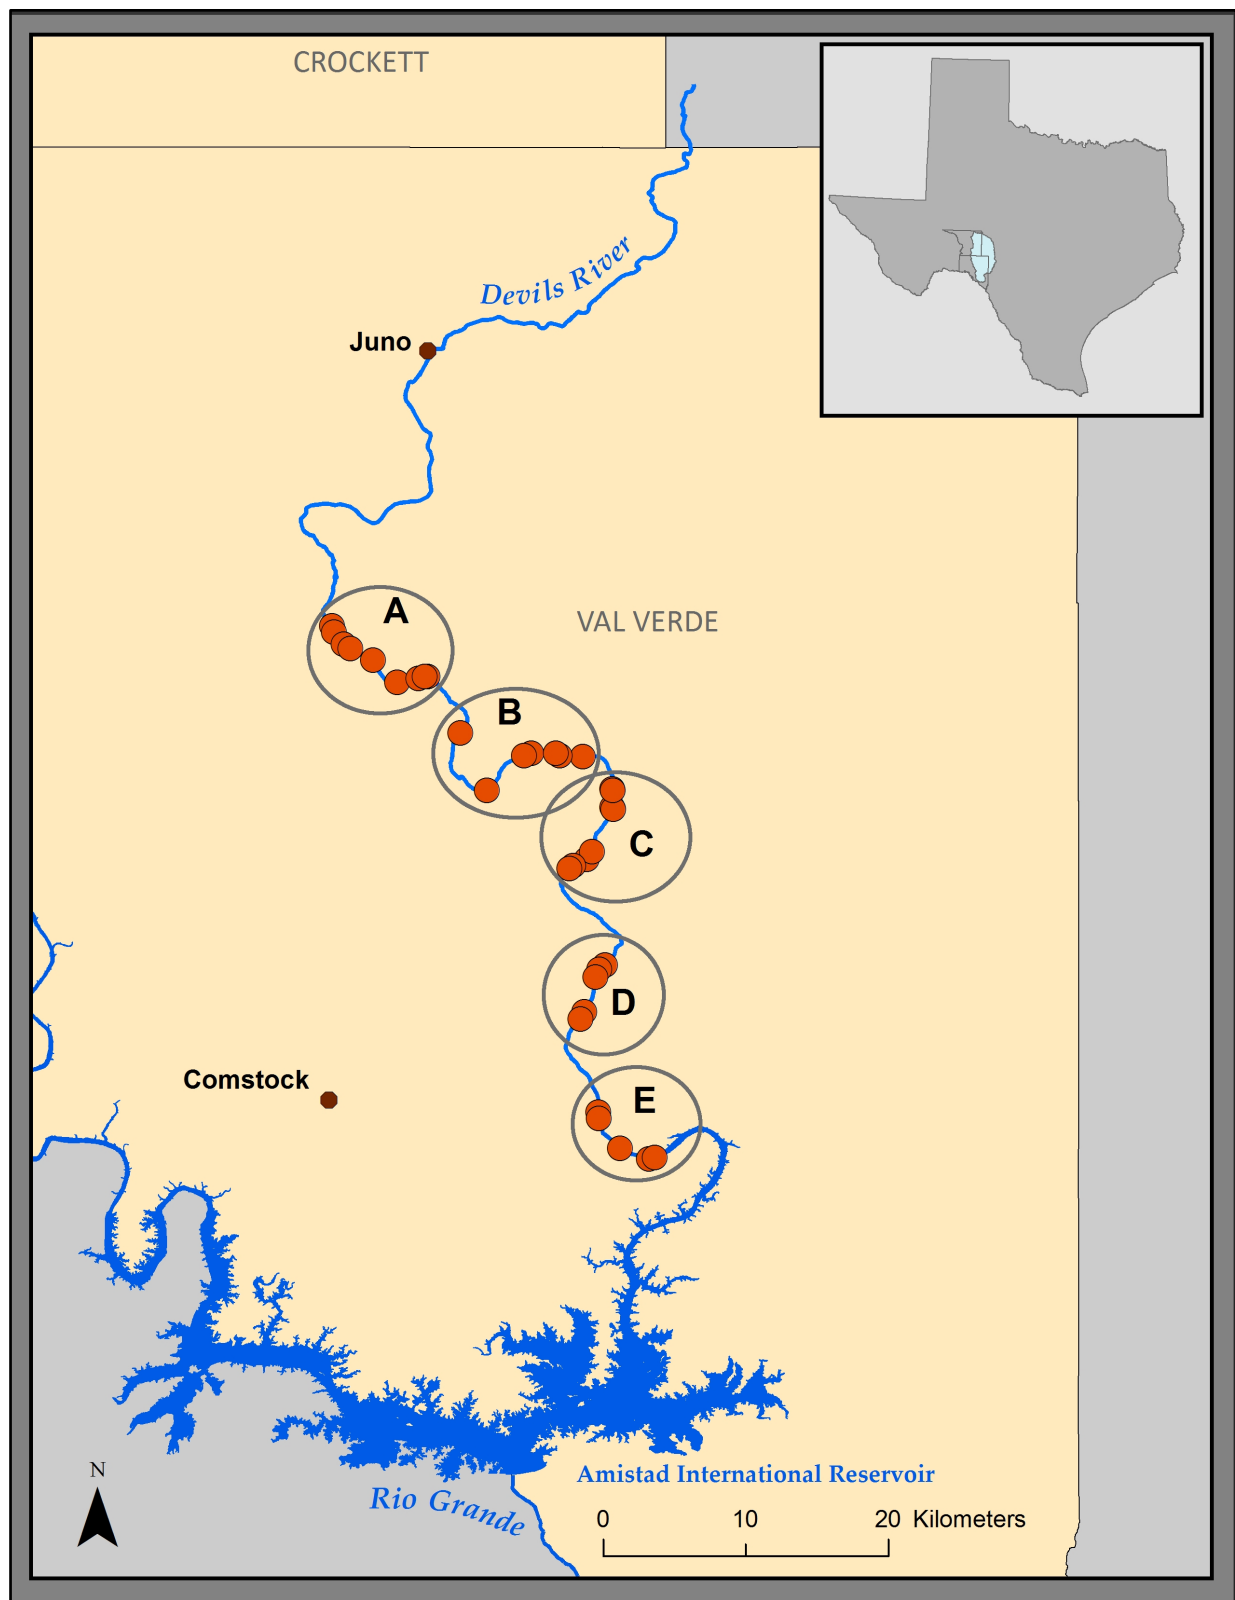 CROCKETT
Devils River
Juno
A
VAL VERDE
B
C
D
Comstock
E
Amistad International Reservoir
N
Rio Grande
0 10 20 Kilometers